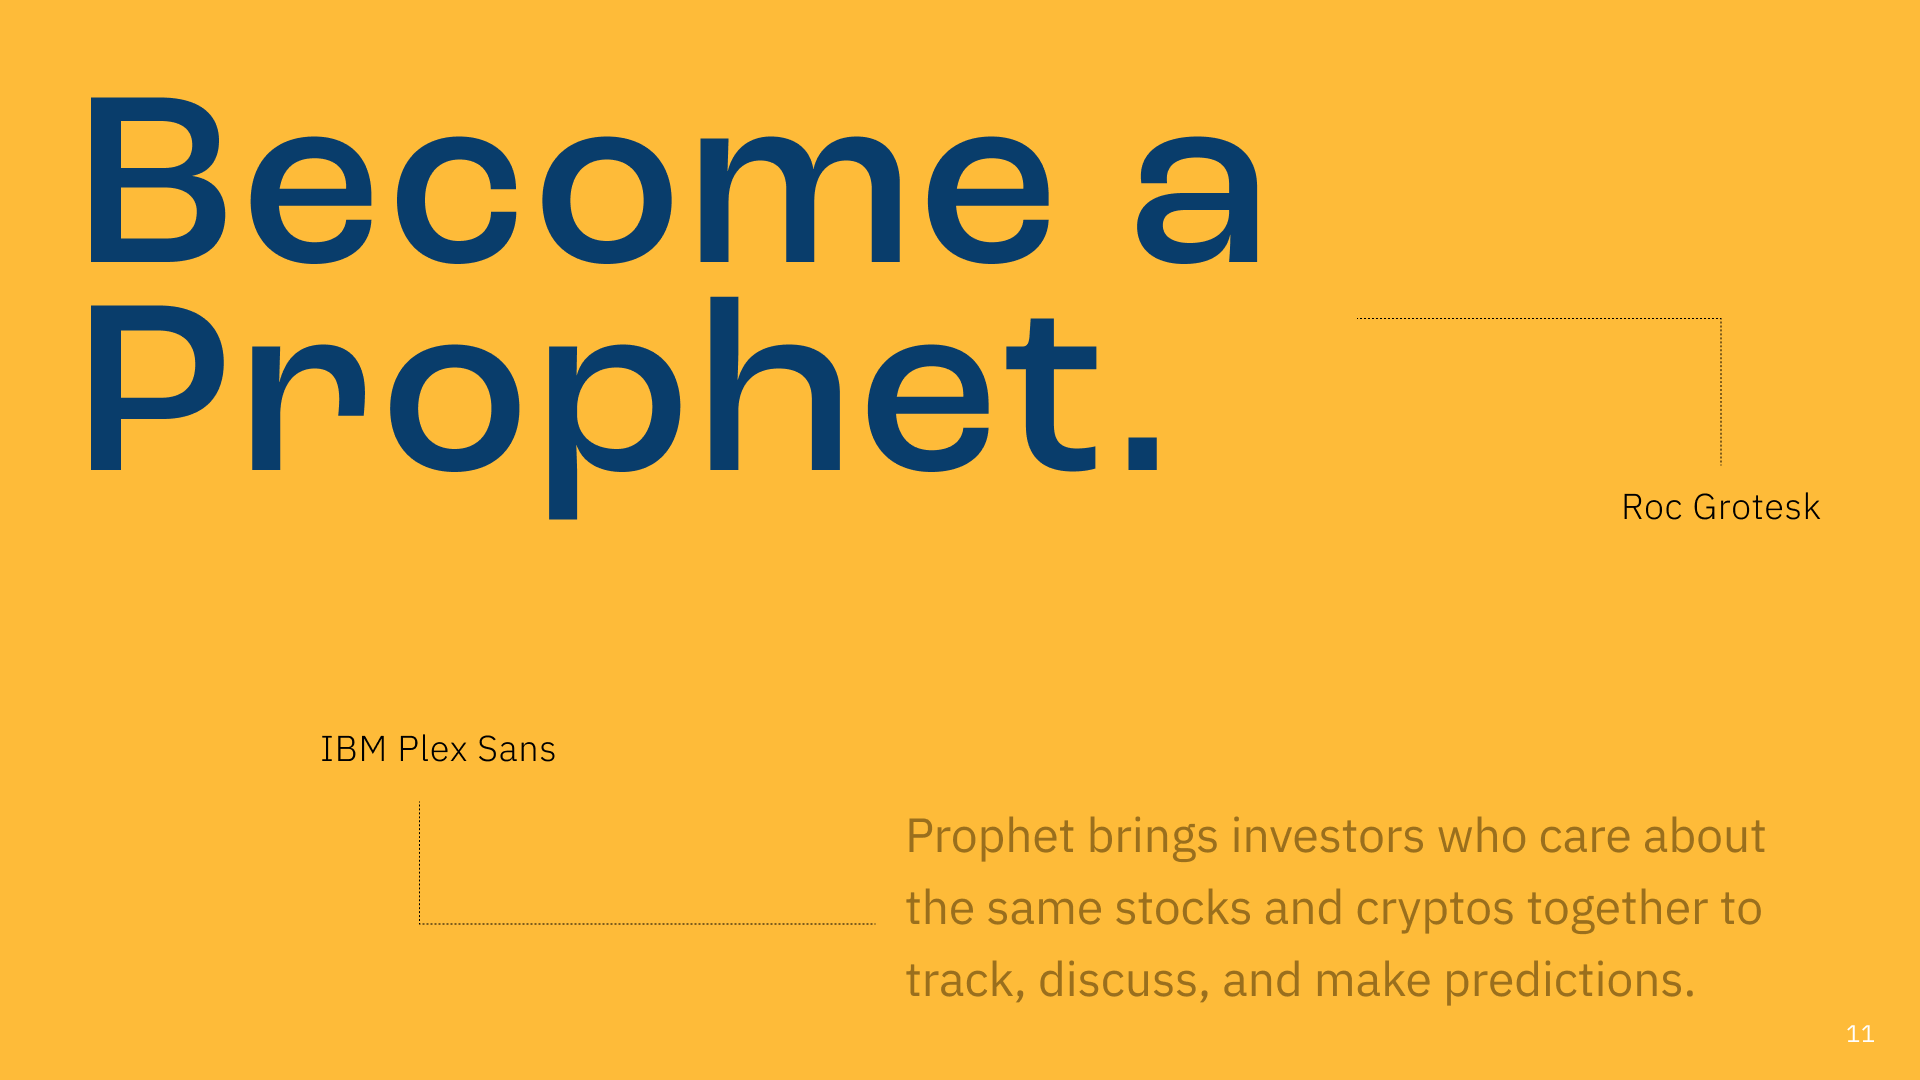 Become a
Prophet.
Roc Grotesk
IBM Plex Sans
Prophet brings investors who care about
the same stocks and cryptos together to
track, discuss, and make predictions.
11